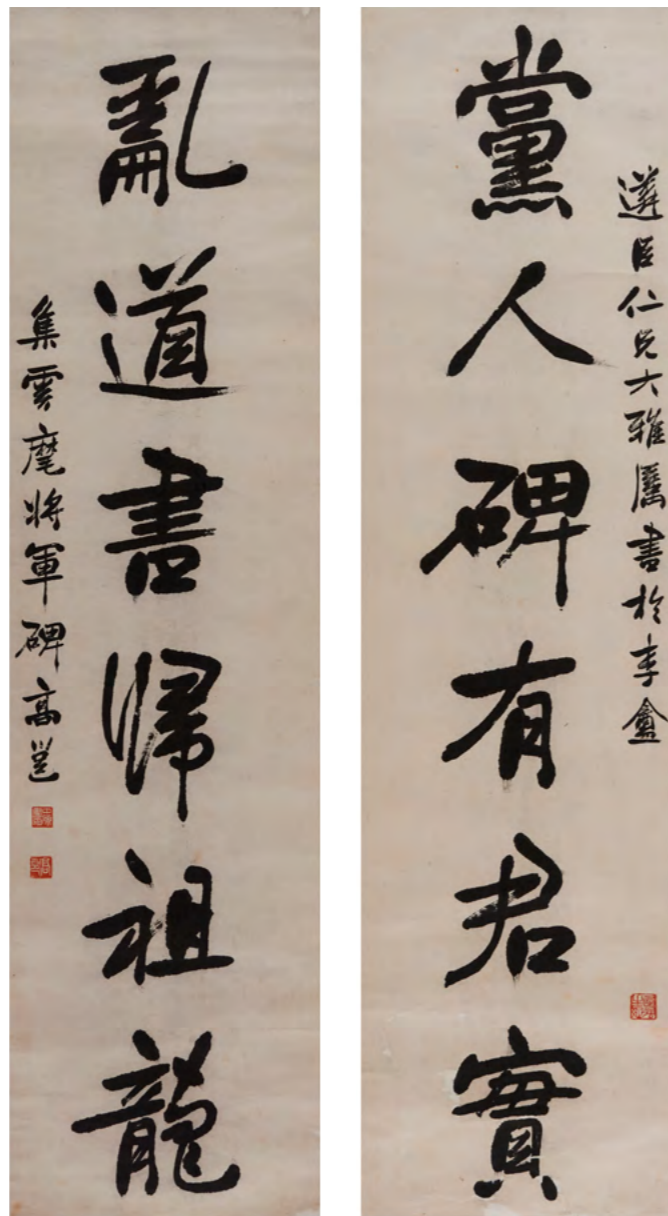 臣仁兄大雅屬書於李盦
黨人碑有君實
亂道書歸祖龍
集雲麾將軍碑高邕